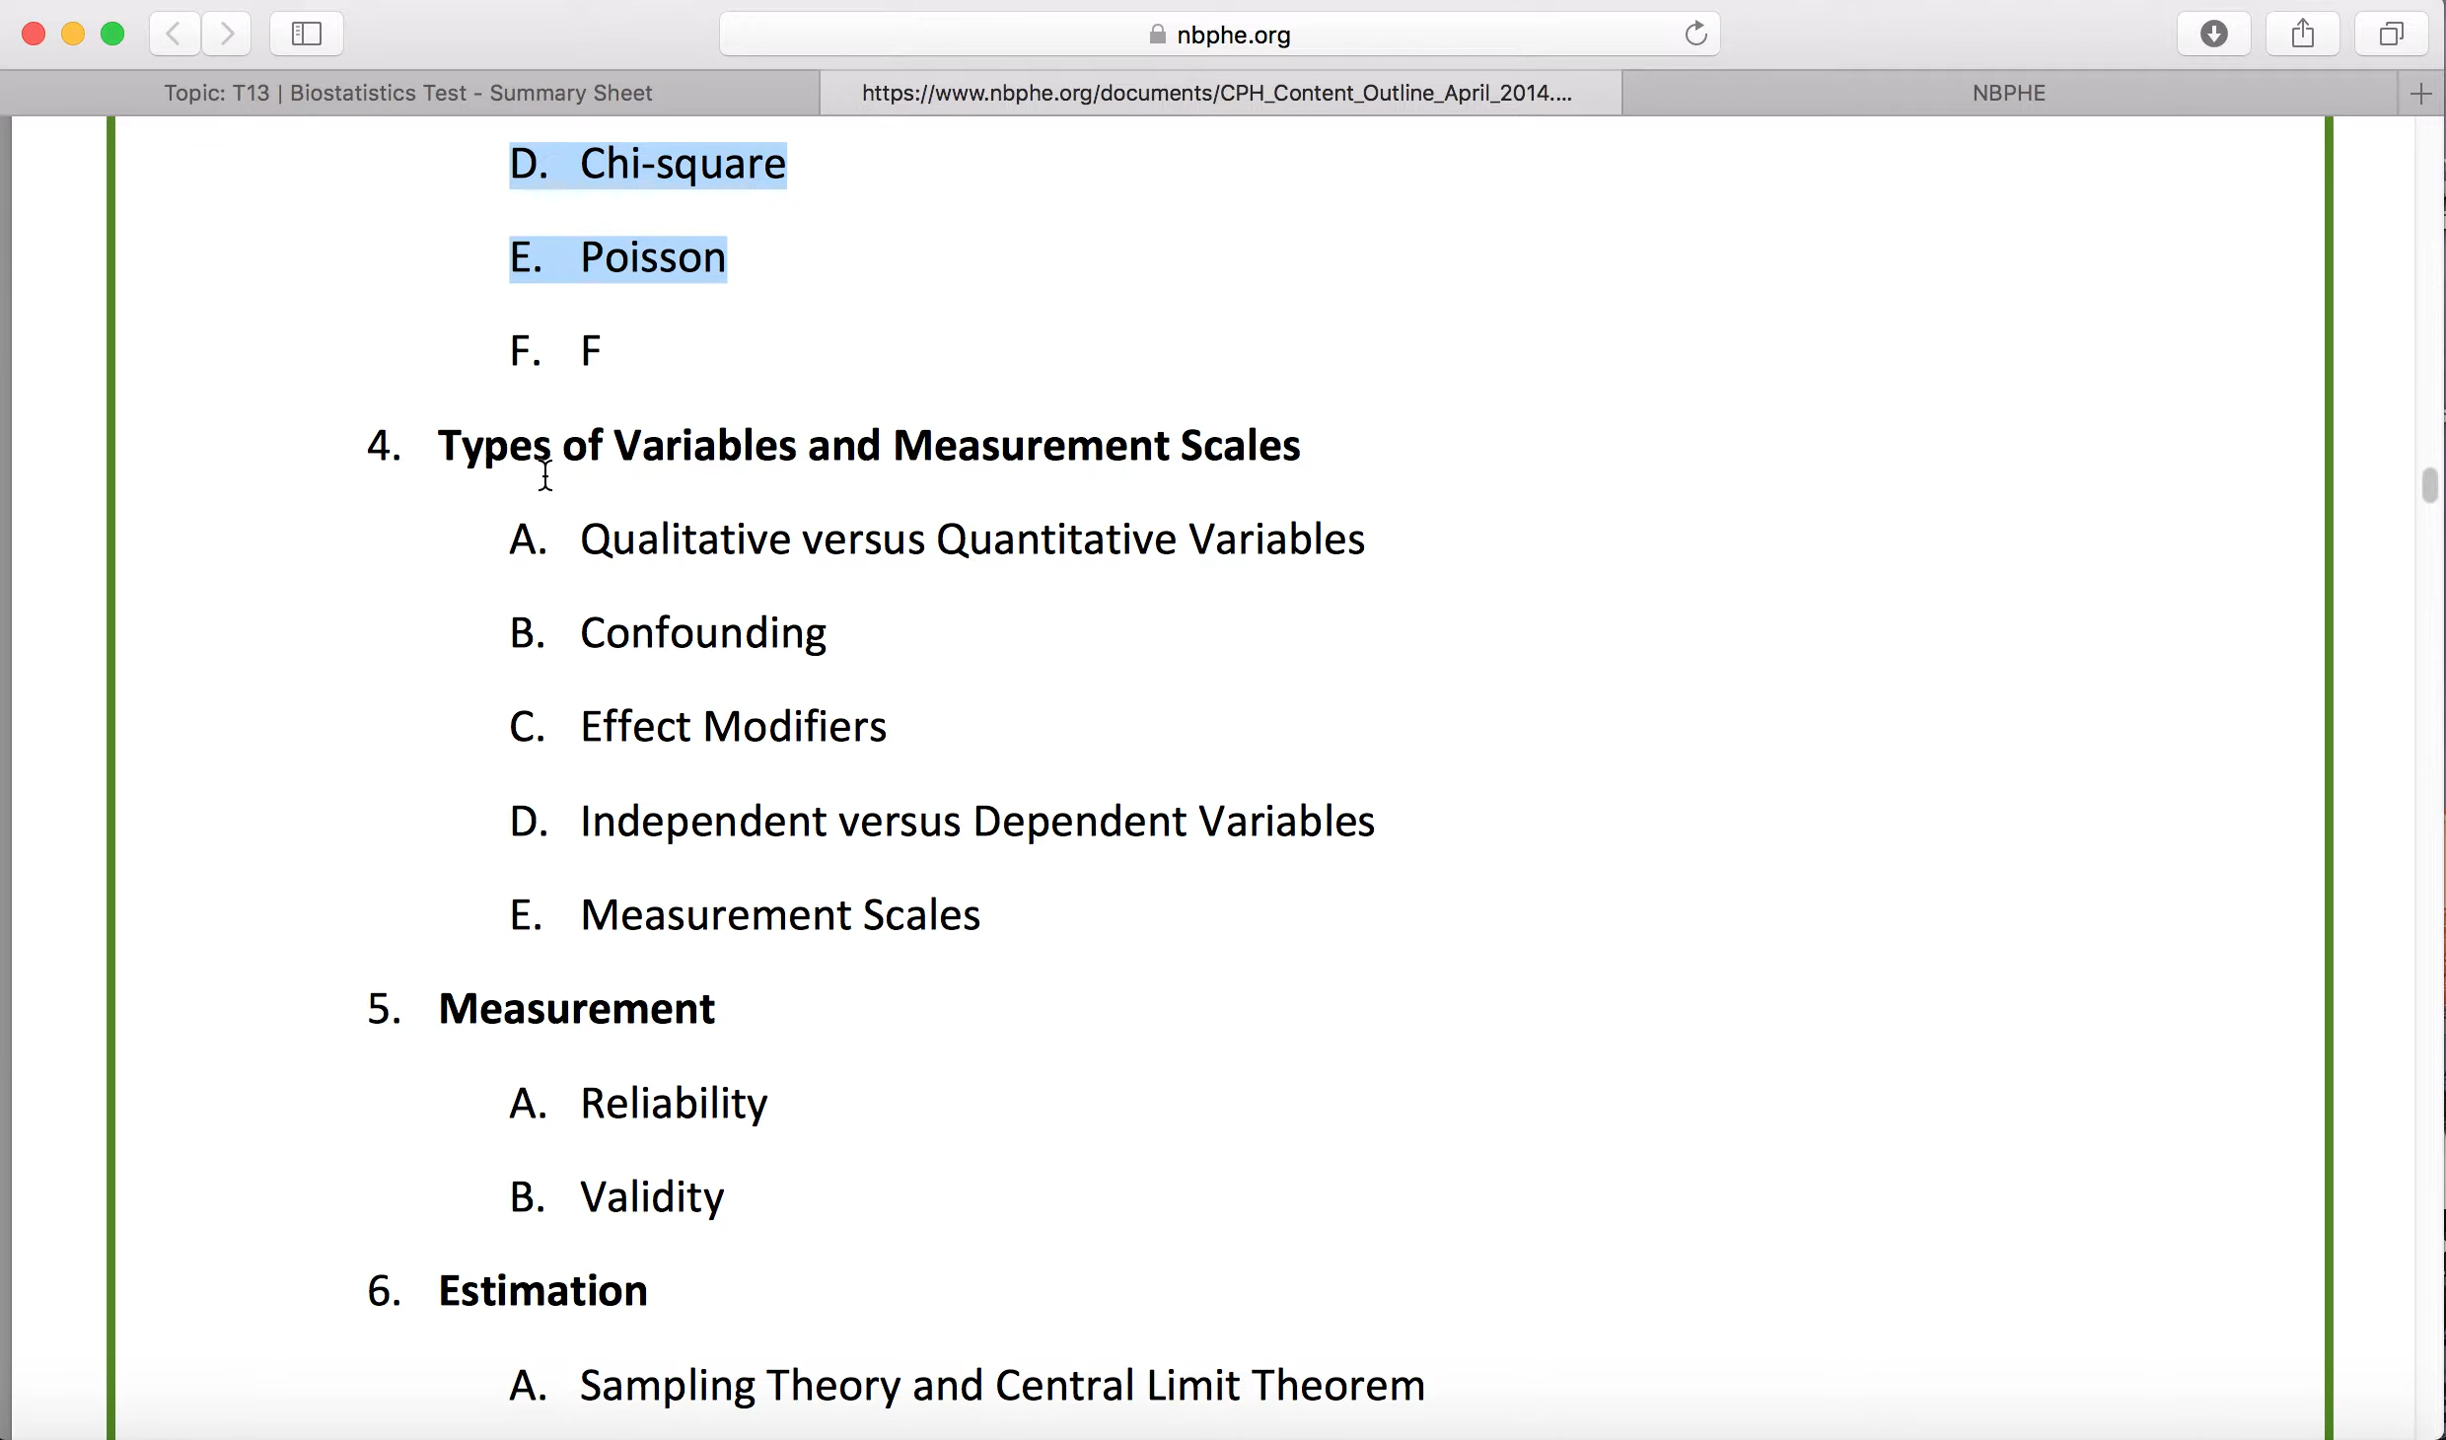 nbphe.org
Topic: T13 | Biostatistics Test - Summary Sheet
https://www.nbphe.org/documents/CPH_Content_Outline_April_2014....
NBPHE
D. Chi-square
E. Poisson
F. F
4. Types of Variables and Measurement Scales
A. Qualitative versus Quantitative Variables
B. Confounding
C. Effect Modifiers
D. Independent versus Dependent Variables
E. Measurement Scales
5. Measurement
A. Reliability
B. Validity
6. Estimation
A. Sampling Theory and Central Limit Theorem